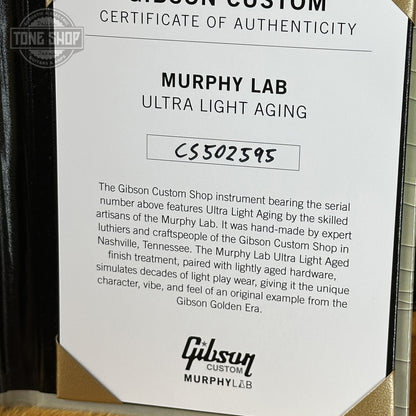 GIBSON CUSTOM
CERTIFICATE OF AUTHENTICITY
TONE SHOP
MURPHY LAB
ULTRA LIGHT AGING
CS502595
The Gibson Custom Shop instrument bearing the serial
number above features Ultra Light Aging by the skilled
artisans of the Murphy Lab. It was hand-made by expert
luthiers and craftspeople of the Gibson Custom Shop in
Nashville, Tennessee. The Murphy Lab Ultra Light Aged
finish treatment, paired with lightly aged hardware,
simulates decades of light play wear, giving it the unique
character, vibe, and feel of an original example from the
Gibson Golden Era.
Gibson
CUSTOM
MURPHYLAB